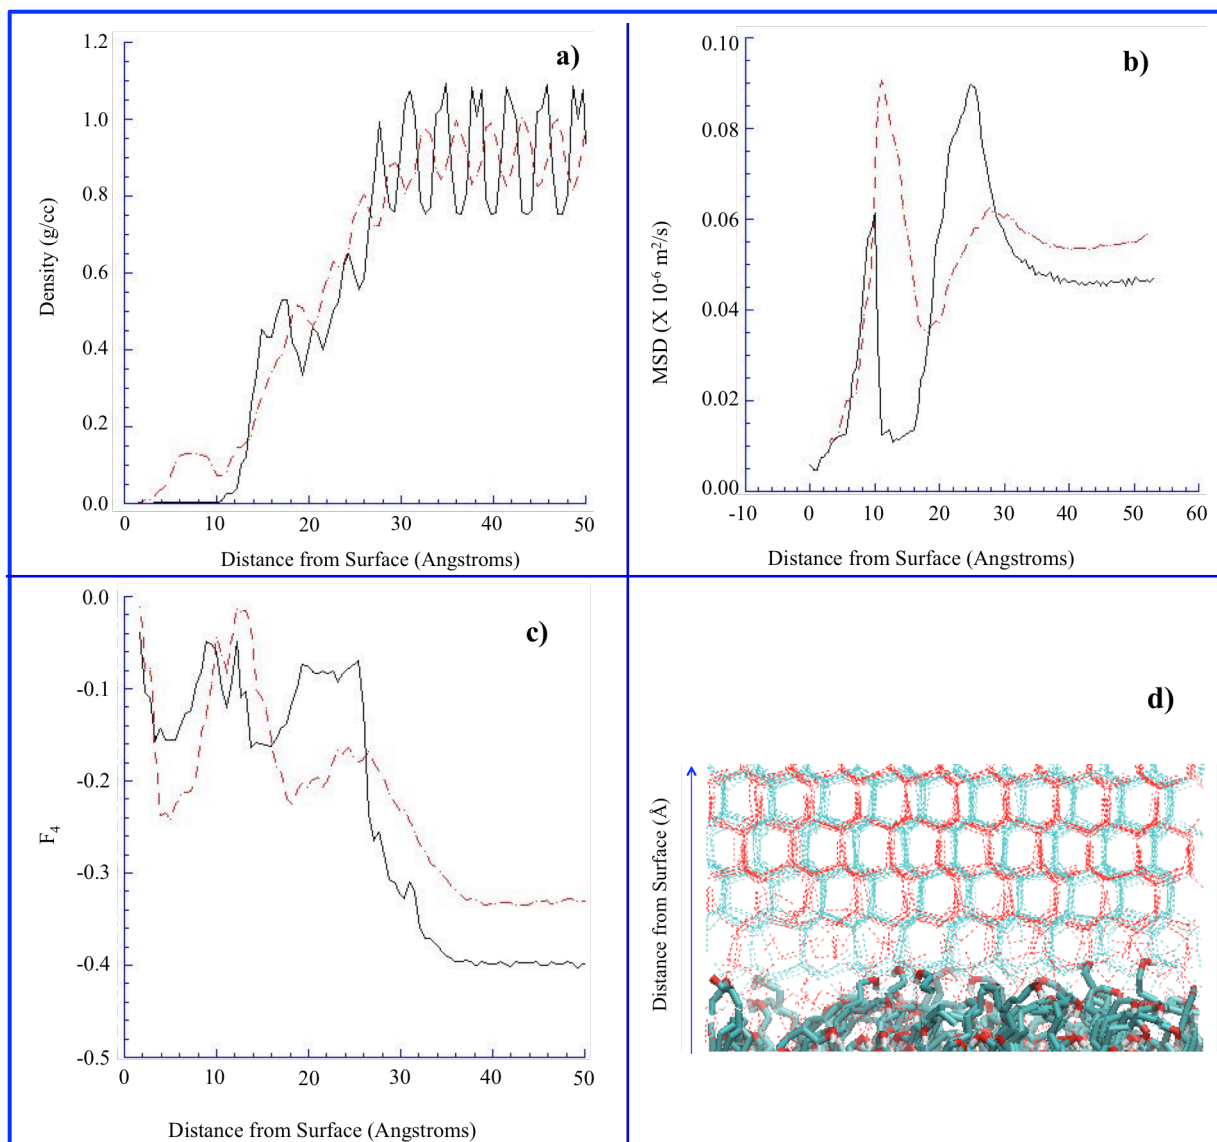 a)
1.2
1.0
0.8
0.6
0.4
0.2
0.0
Density (g/cc)
0 10 20 30 40 50
Distance from Surface (Angstroms)
b)
0.10
0.08
0.06
0.04
0.02
0.00
MSD (X 10⁻⁶ m²/s)
-10 0 10 20 30 40 50 60
Distance from Surface (Angstroms)
c)
0.0
-0.1
-0.2
-0.3
-0.4
-0.5
F₄
0 10 20 30 40 50
Distance from Surface (Angstroms)
d)
Distance from Surface (Å)